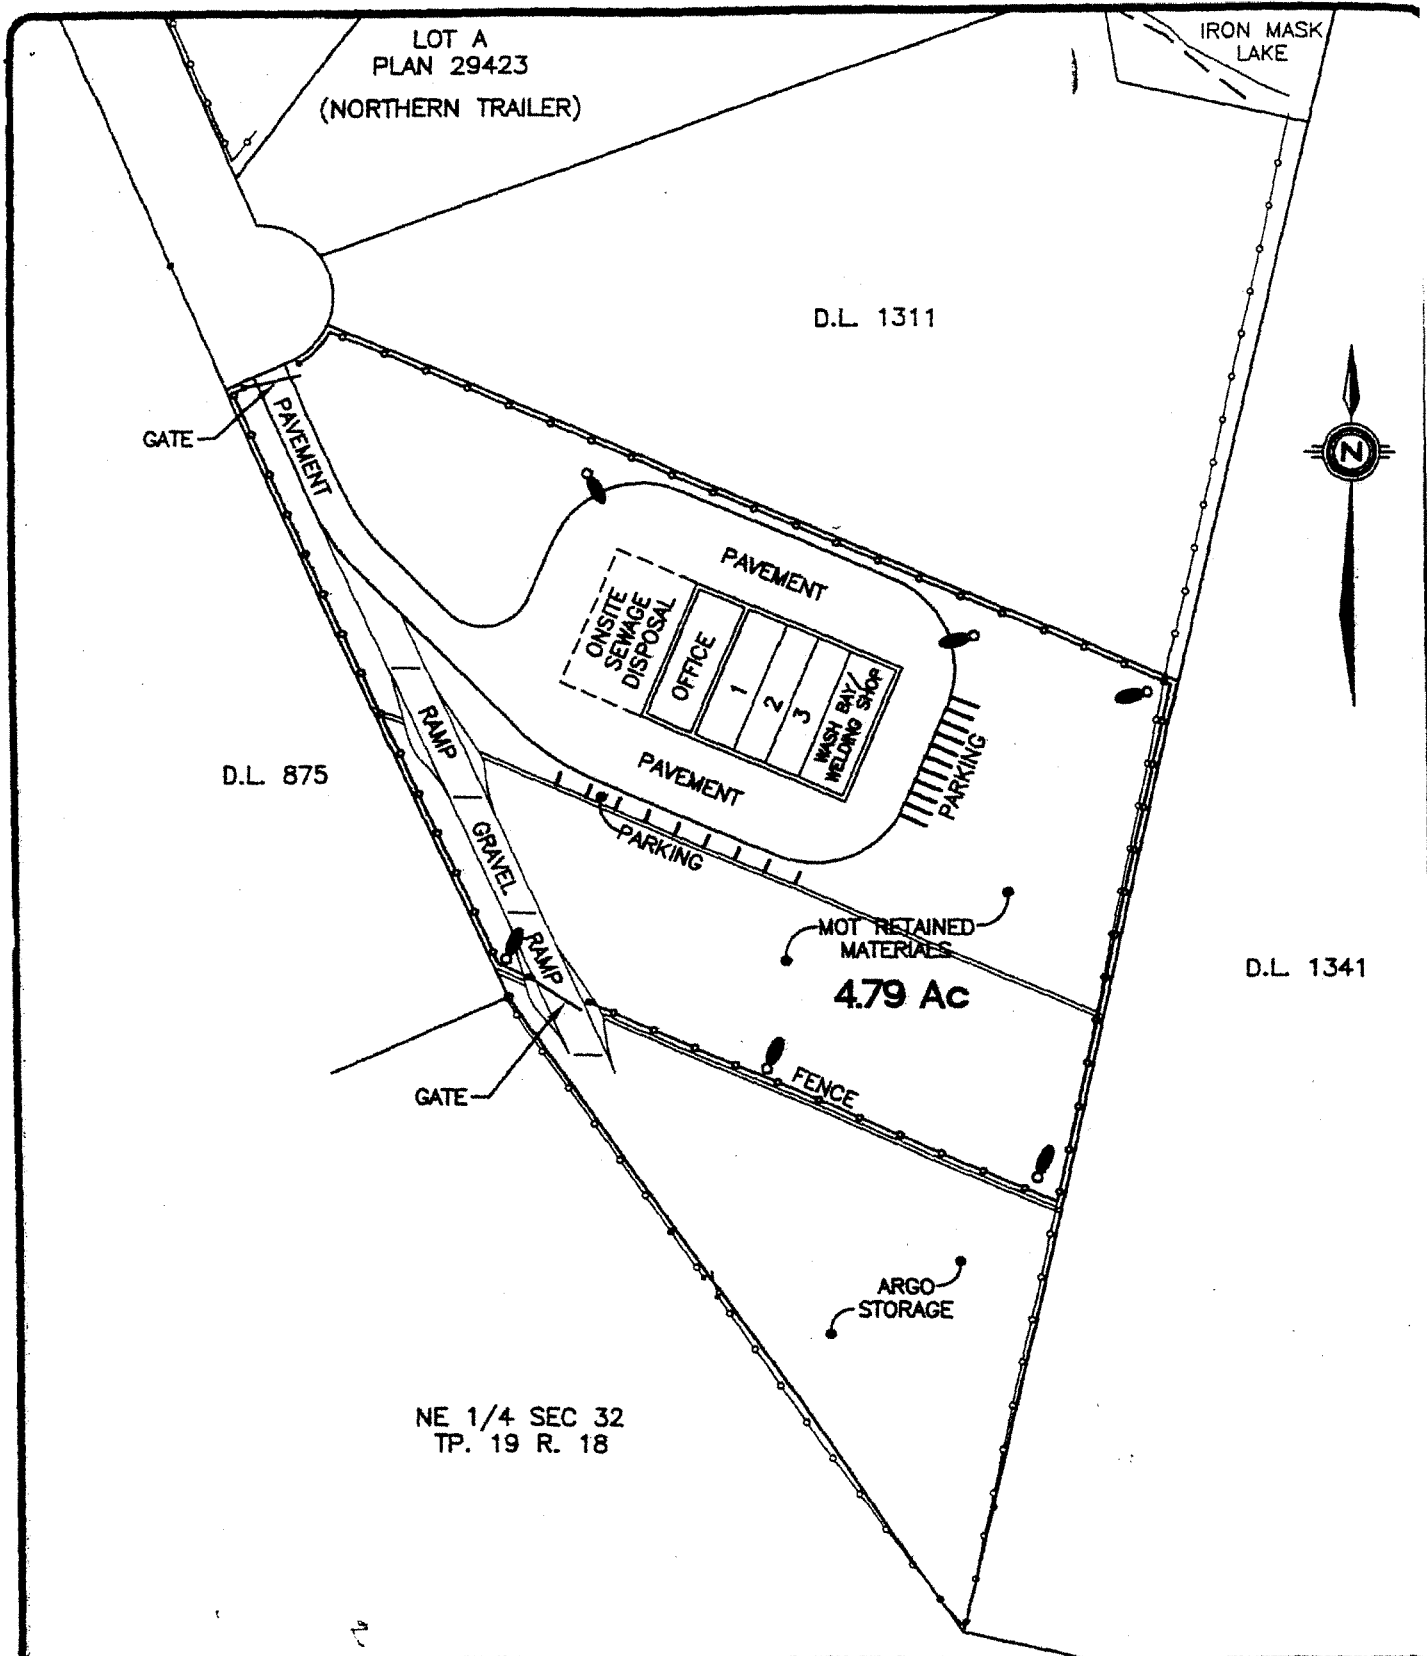 LOT A
PLAN 29423
(NORTHERN TRAILER)
IRON MASK
LAKE
D.L. 1311
GATE
PAVEMENT
N
PAVEMENT
ONSITE
SEWAGE
DISPOSAL
OFFICE
1
2
3
WASH BAY/
WELDING SHOP
PARKING
RAMP
D.L. 875
PAVEMENT
PARKING
GRAVEL
RAMP
MOT RETAINED
MATERIALS
4.79 Ac
D.L. 1341
GATE
FENCE
ARGO
STORAGE
NE 1/4 SEC 32
TP. 19 R. 18